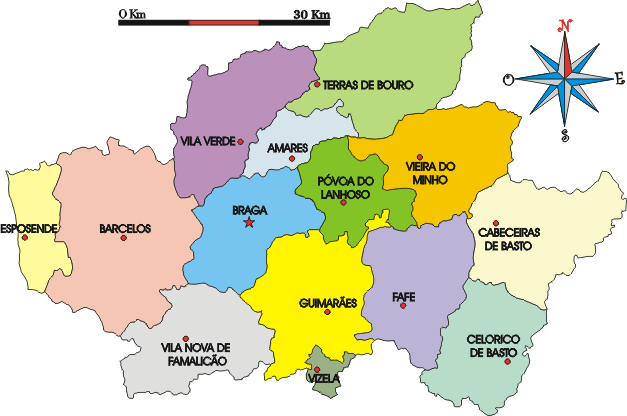 0 Km 30 Km
N
TERRAS DE BOURO
O E
S
VILA VERDE
AMARES
VIEIRA DO
MINHO
PÓVOA DO
LANHOSO
BRAGA
ESPOSENDE
BARCELOS
CABECEIRAS
DE BASTO
GUIMARÃES
FAFE
VILA NOVA DE
FAMALICÃO
CELORICO
DE BASTO
VIZELA